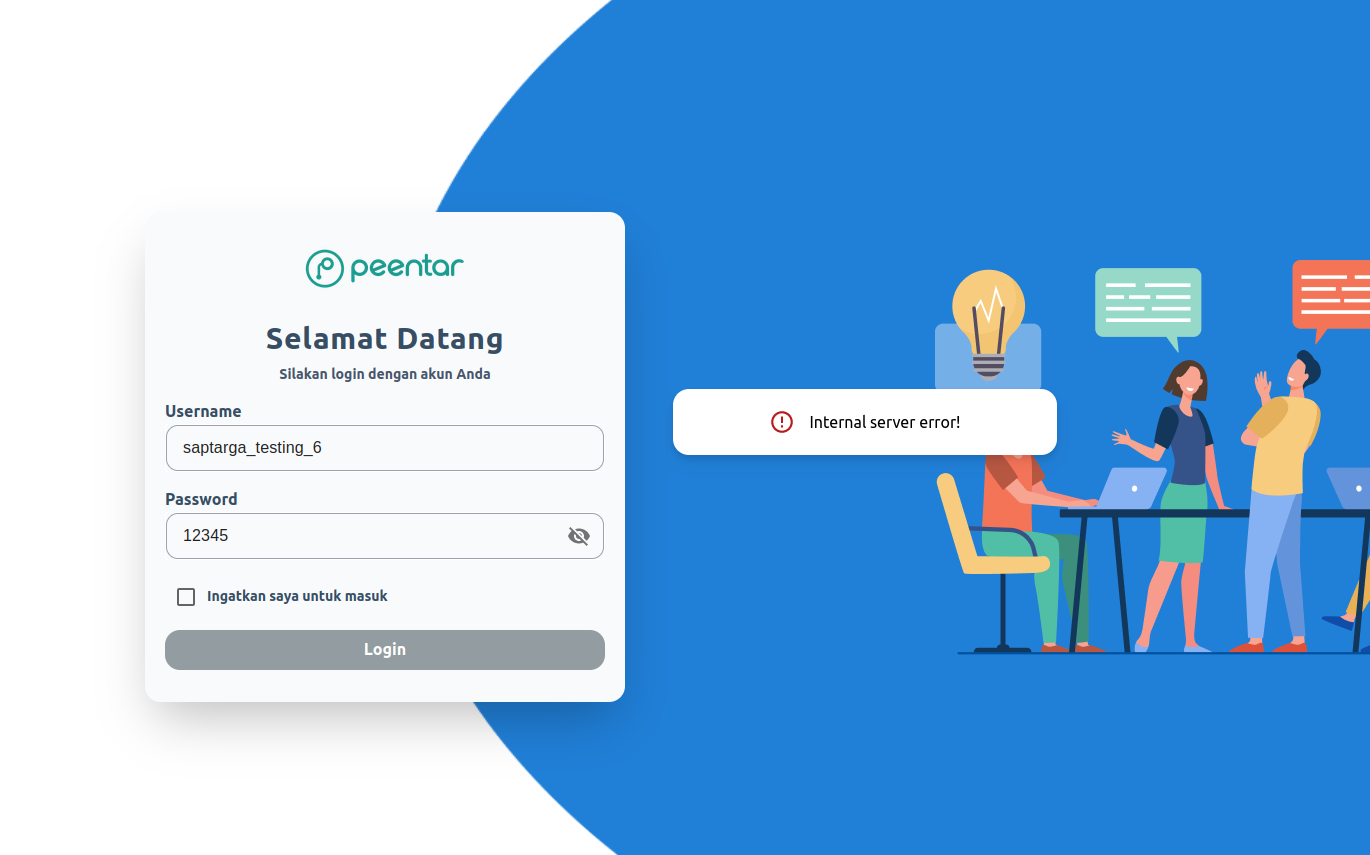 peentar
Selamat Datang
Silakan login dengan akun Anda
Username
saptarga_testing_6
Password
12345
Ingatkan saya untuk masuk
Login
Internal server error!